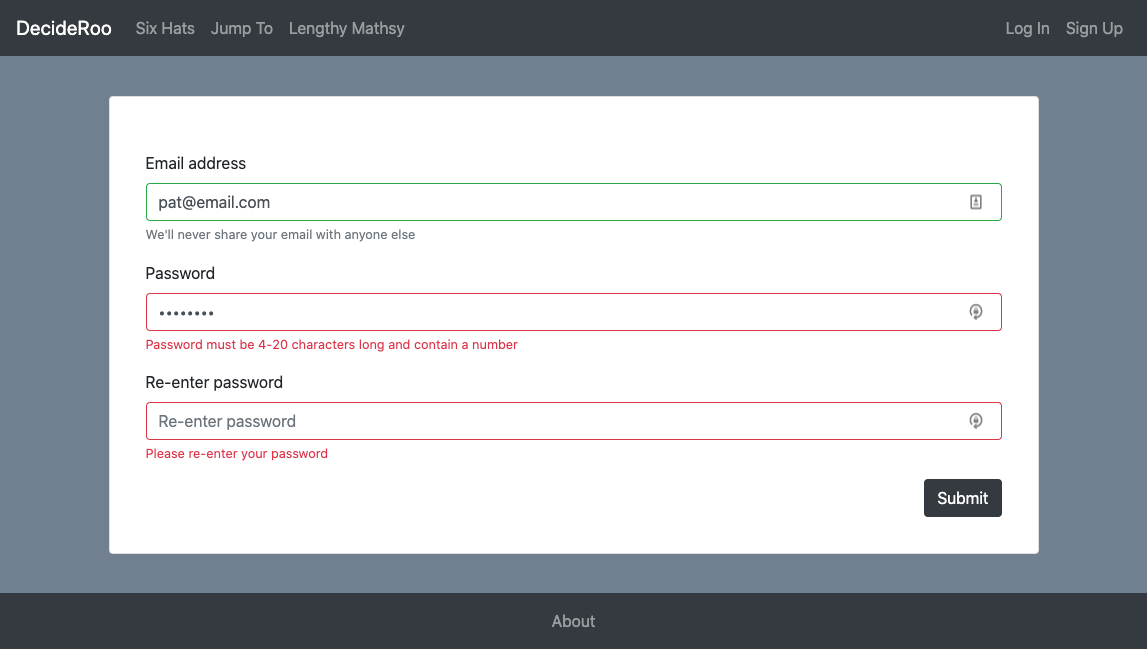 DecideRoo Six Hats Jump To Lengthy Mathsy Log In Sign Up
Email address
pat@email.com
We'll never share your email with anyone else
Password
••••••••
Password must be 4-20 characters long and contain a number
Re-enter password
Re-enter password
Please re-enter your password
Submit
About